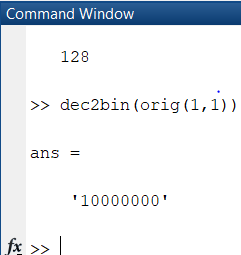 Command Window
128
>> dec2bin(orig(1,1))
ans =
'10000000'
fx >>